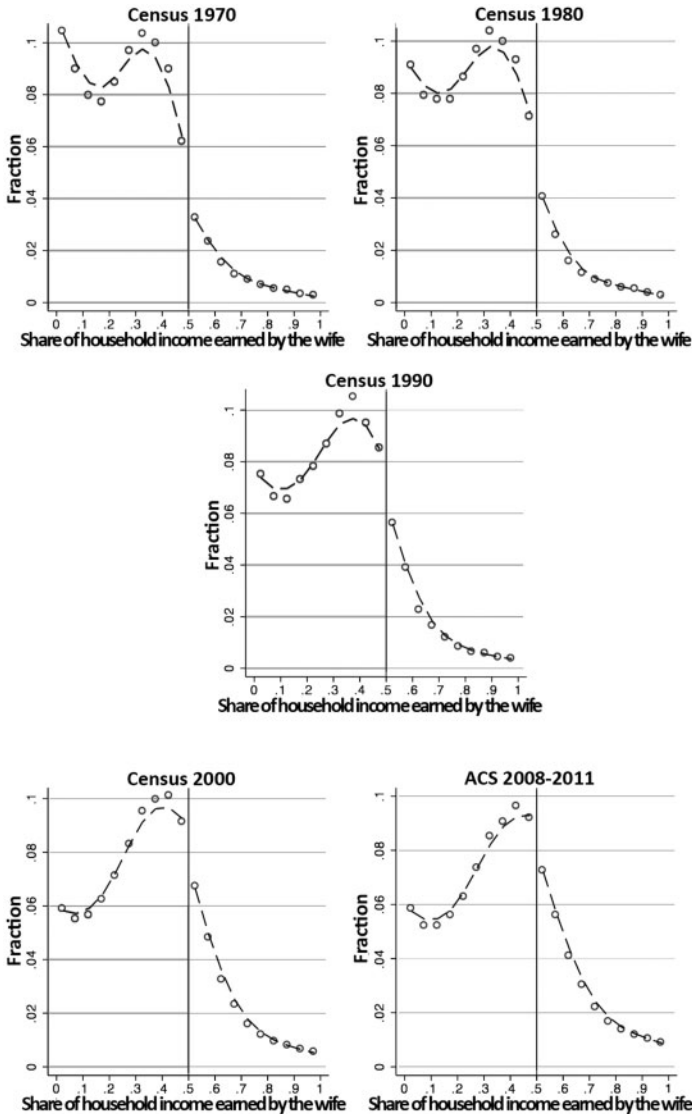 Census 1970
Fraction
.1
.08
.06
.04
.02
0
0 .1 .2 .3 .4 .5 .6 .7 .8 .9 1
Share of household income earned by the wife
Census 1980
Fraction
.1
.08
.06
.04
.02
0
0 .1 .2 .3 .4 .5 .6 .7 .8 .9 1
Share of household income earned by the wife
Census 1990
Fraction
.1
.08
.06
.04
.02
0
0 .1 .2 .3 .4 .5 .6 .7 .8 .9 1
Share of household income earned by the wife
Census 2000
Fraction
.1
.08
.06
.04
.02
0
0 .1 .2 .3 .4 .5 .6 .7 .8 .9 1
Share of household income earned by the wife
ACS 2008-2011
Fraction
.1
.08
.06
.04
.02
0
0 .1 .2 .3 .4 .5 .6 .7 .8 .9 1
Share of household income earned by the wife